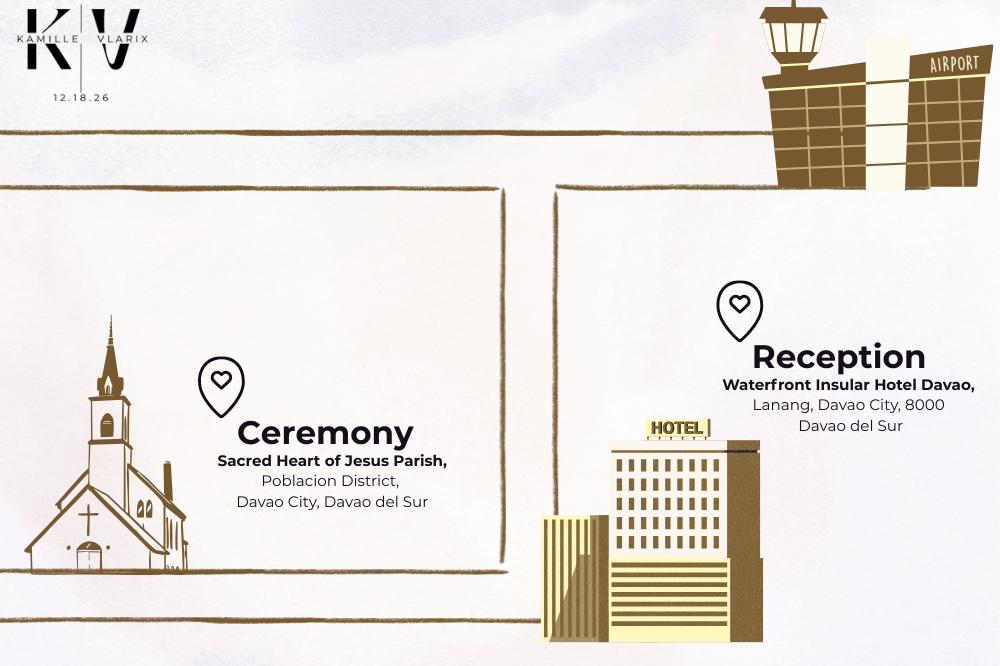 K V
KAMILLE VLARIX
12.18.26
AIRPORT
Reception
Waterfront Insular Hotel Davao,
Lanang, Davao City, 8000
Davao del Sur
HOTEL
Ceremony
Sacred Heart of Jesus Parish,
Poblacion District,
Davao City, Davao del Sur